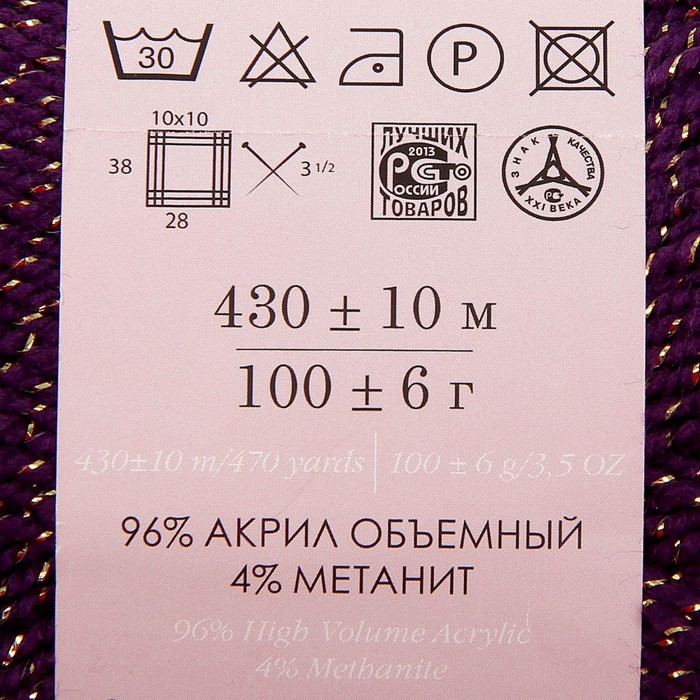 30
P
10x10
38
3 1/2
28
ЛУЧШИХ
2013
РОССИИ
ТОВАРОВ
ЗНАК КАЧЕСТВА
XXI ВЕКА
430 ± 10 м
100 ± 6 г
430±10 m/470 yards | 100 ± 6 g/3,5 OZ
96% АКРИЛ ОБЪЕМНЫЙ
4% МЕТАНИТ
96% High Volume Acrylic
4% Methanite